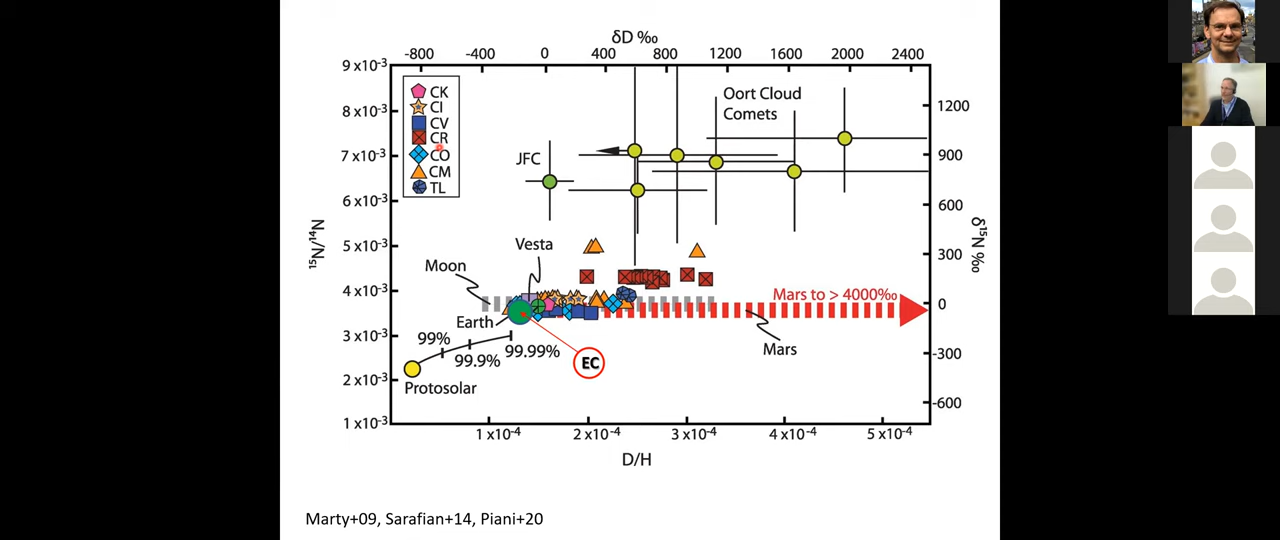 δD ‰
-800 -400 0 400 800 1200 1600 2000 2400
9 x10-3
8 x10-3
7 x10-3
6 x10-3
5 x10-3
4 x10-3
3 x10-3
2 x10-3
1 x10-3
15N/14N
CK
CI
CV
CR
CO
CM
TL
Oort Cloud
Comets
JFC
Vesta
Moon
Earth
99%
99.9%
99.99%
Protosolar
EC
Mars to > 4000‰
Mars
1200
900
600
300
0
-300
-600
δ15N ‰
1 x10-4 2 x10-4 3 x10-4 4 x10-4 5 x10-4
D/H
Marty+09, Sarafian+14, Piani+20